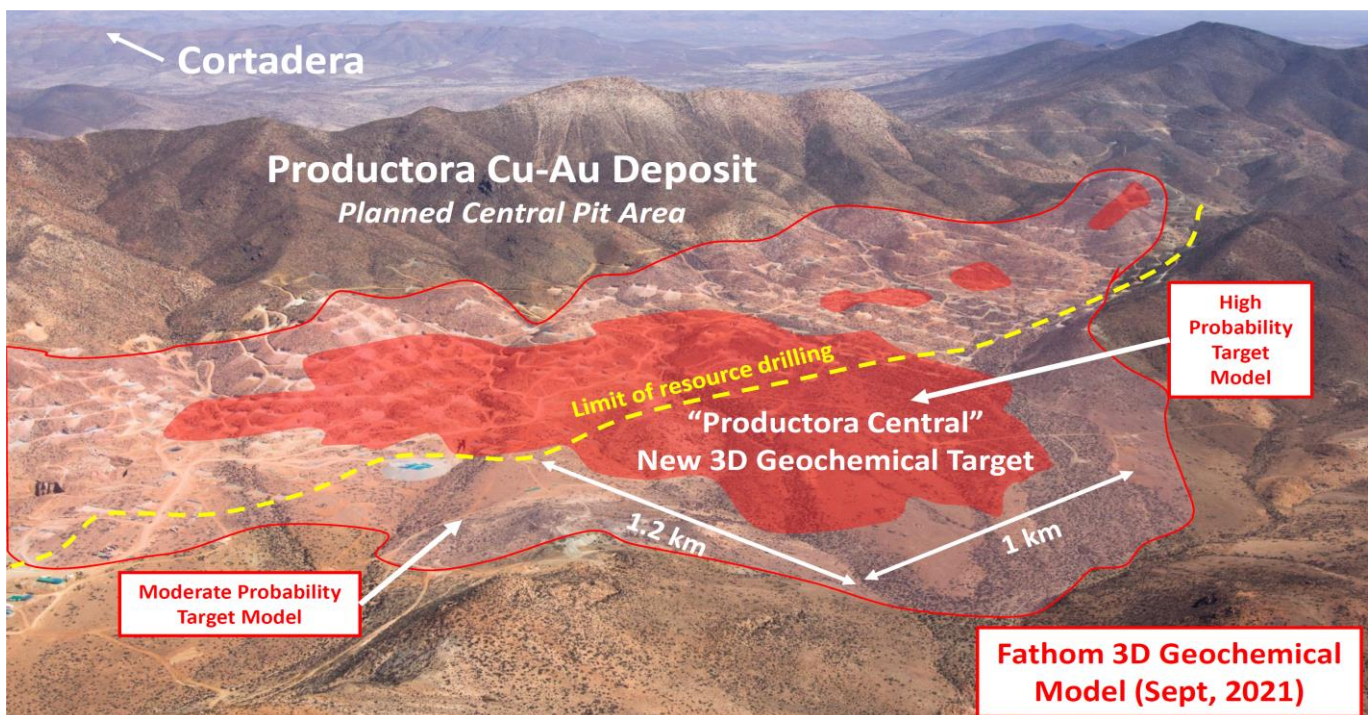 Cortadera
Productora Cu-Au Deposit
Planned Central Pit Area
High
Probability
Target
Model
Limit of resource drilling
“Productora Central”
New 3D Geochemical Target
1.2 km
1 km
Moderate Probability
Target Model
Fathom 3D Geochemical
Model (Sept, 2021)